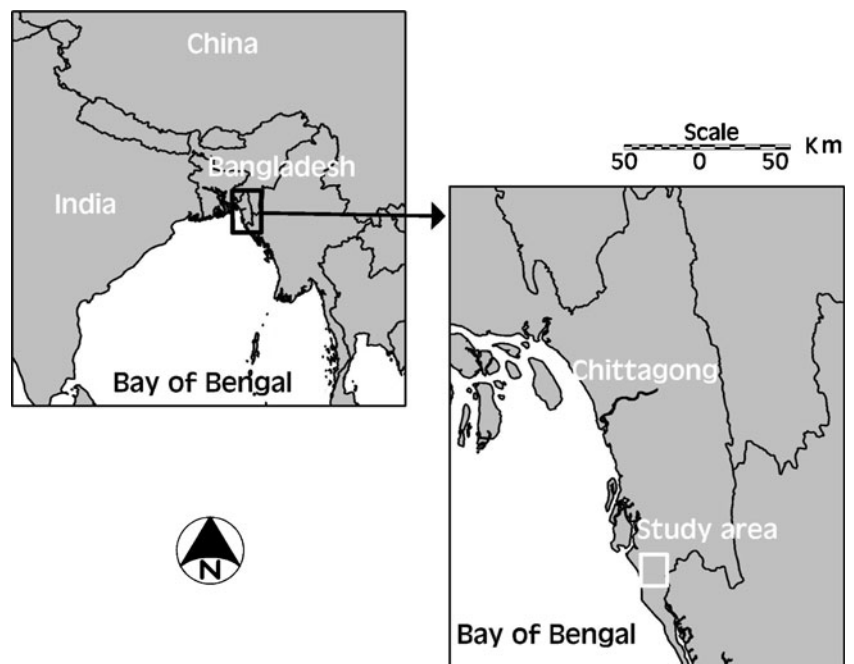 China
Bangladesh
India
Bay of Bengal
Scale
50 0 50 Km
Chittagong
Study area
Bay of Bengal
N